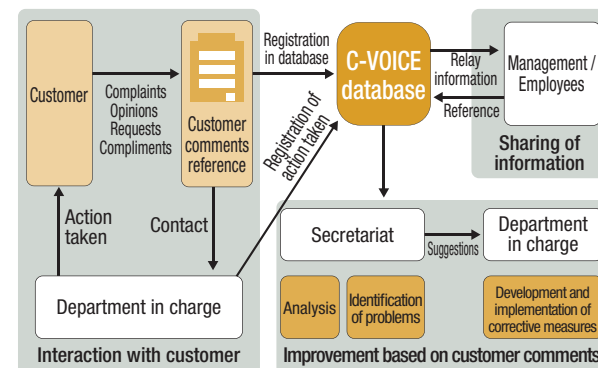 Customer
Complaints
Opinions
Requests
Compliments
Customer
comments
reference
Registration
in database
C-VOICE
database
Relay
information
Reference
Management /
Employees
Sharing of
information
Registration of
action taken
Action
taken
Contact
Department in charge
Interaction with customer
Secretariat
Suggestions
Department
in charge
Analysis
Identification
of problems
Development and
implementation of
corrective measures
Improvement based on customer comments